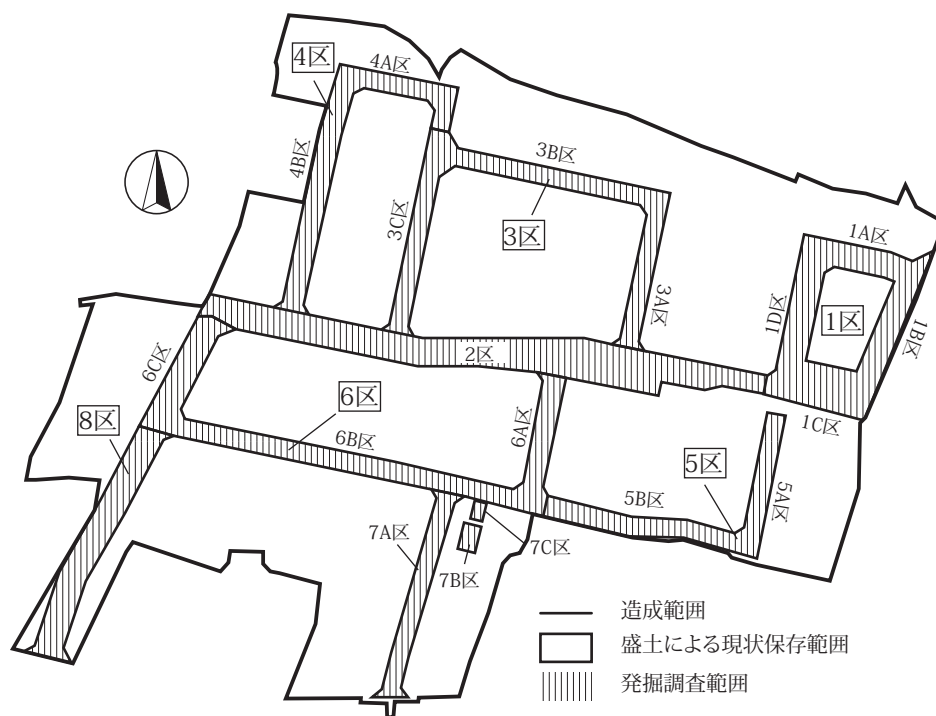 4区
4A区
4B区
3B区
3C区
3区
3A区
1A区
1D区
1区
1B区
1C区
2区
6C区
6区
8区
6B区
6A区
5区
5B区
5A区
7A区
7C区
7B区
造成範囲
盛土による現状保存範囲
発掘調査範囲